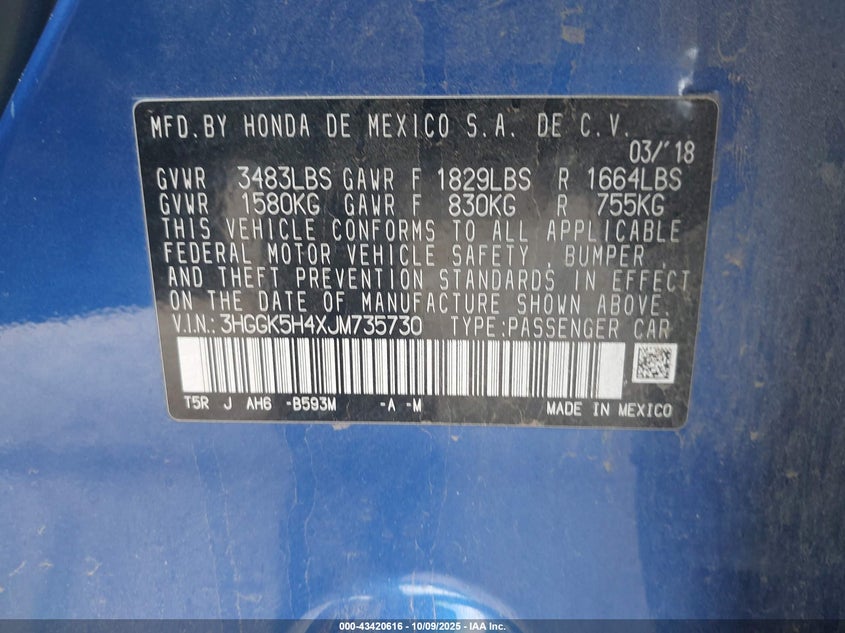 MFD.BY HONDA DE MEXICO S.A. DE C.V.
03/'18
GVWR 3483LBS GAWR F 1829LBS R 1664LBS
GVWR 1580KG GAWR F 830KG R 755KG
THIS VEHICLE CONFORMS TO ALL APPLICABLE
FEDERAL MOTOR VEHICLE SAFETY , BUMPER ,
AND THEFT PREVENTION STANDARDS IN EFFECT
ON THE DATE OF MANUFACTURE SHOWN ABOVE.
V.I.N.: 3HGGK5H4XJM735730 TYPE:PASSENGER CAR
T5R J AH6 -B593M -A -M MADE IN MEXICO
000-43420616 - 10/09/2025 - IAA Inc.